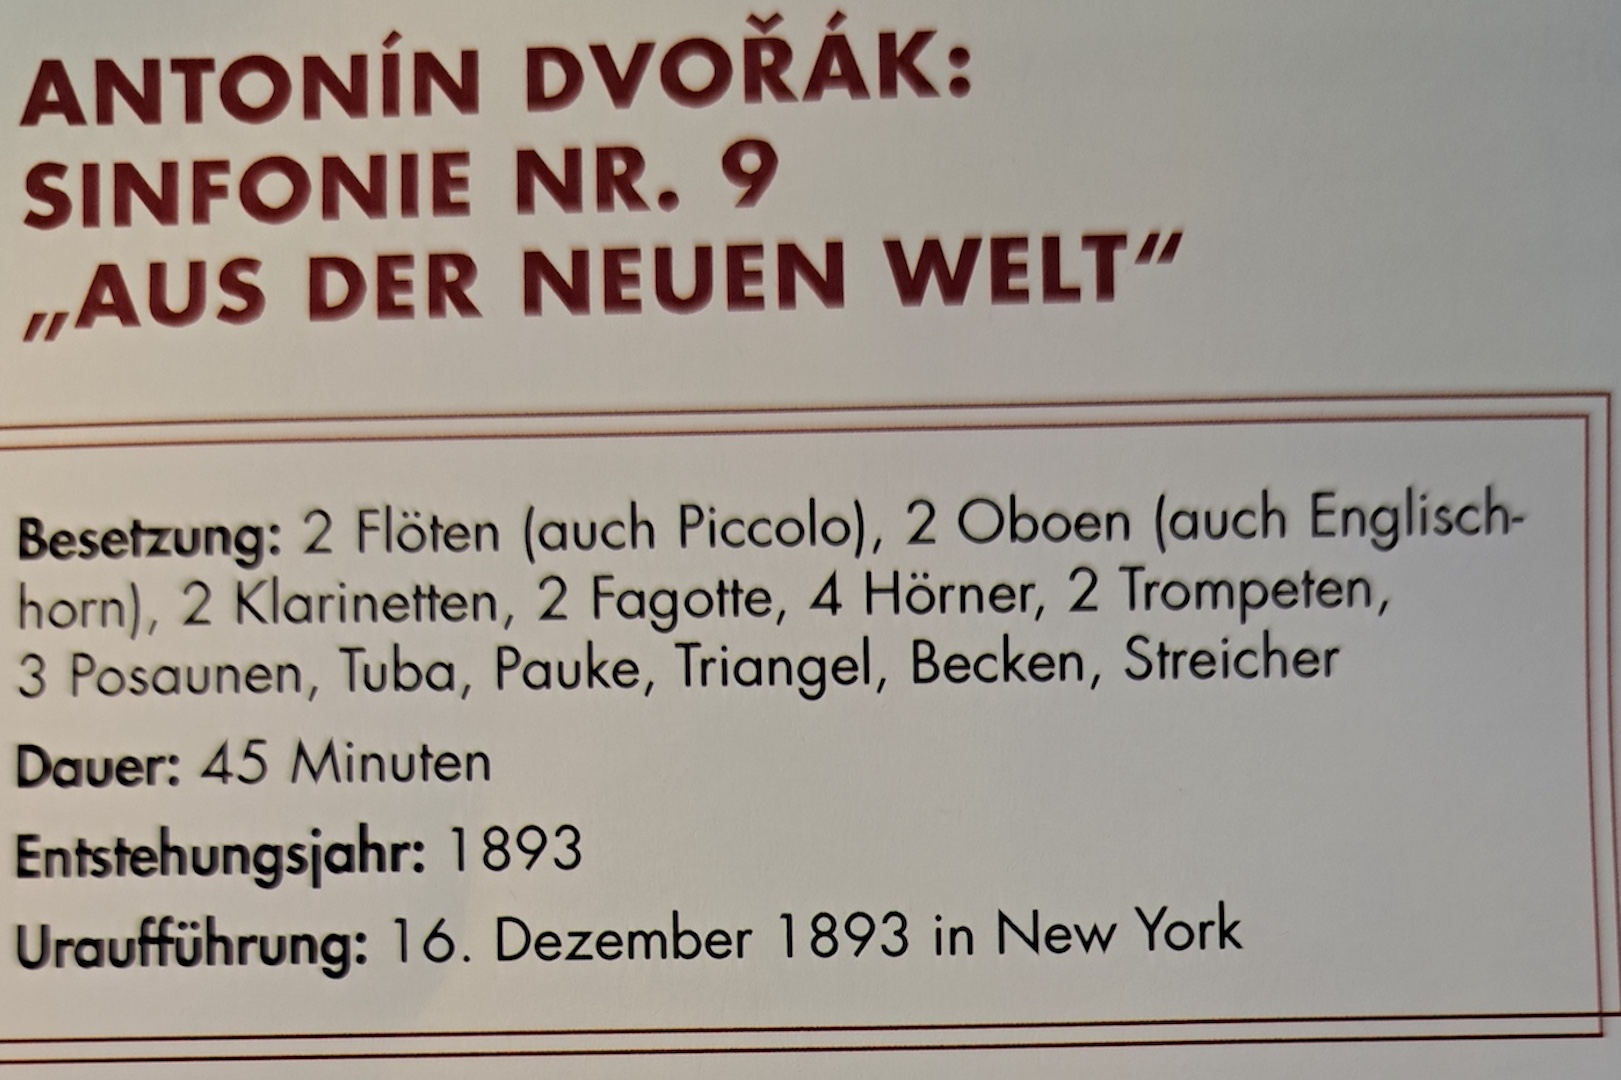 ANTONÍN DVOŘÁK:
SINFONIE NR. 9
„AUS DER NEUEN WELT“
Besetzung: 2 Flöten (auch Piccolo), 2 Oboen (auch Englisch-
horn), 2 Klarinetten, 2 Fagotte, 4 Hörner, 2 Trompeten,
3 Posaunen, Tuba, Pauke, Triangel, Becken, Streicher
Dauer: 45 Minuten
Entstehungsjahr: 1893
Uraufführung: 16. Dezember 1893 in New York